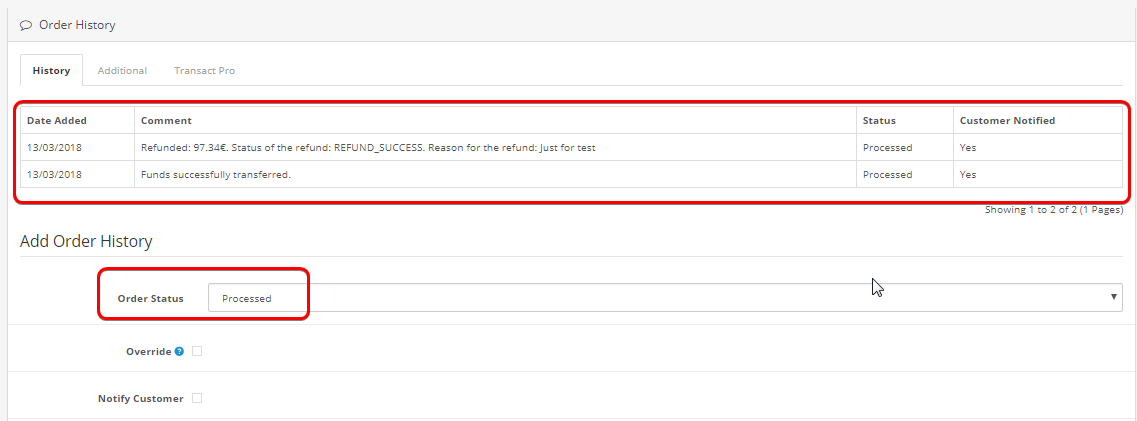 Order History
History Additional Transact Pro
Date Added Comment Status Customer Notified
13/03/2018 Refunded: 97.34€. Status of the refund: REFUND_SUCCESS. Reason for the refund: Just for test Processed Yes
13/03/2018 Funds successfully transferred. Processed Yes
Showing 1 to 2 of 2 (1 Pages)
Add Order History
Order Status Processed
Override ?
Notify Customer